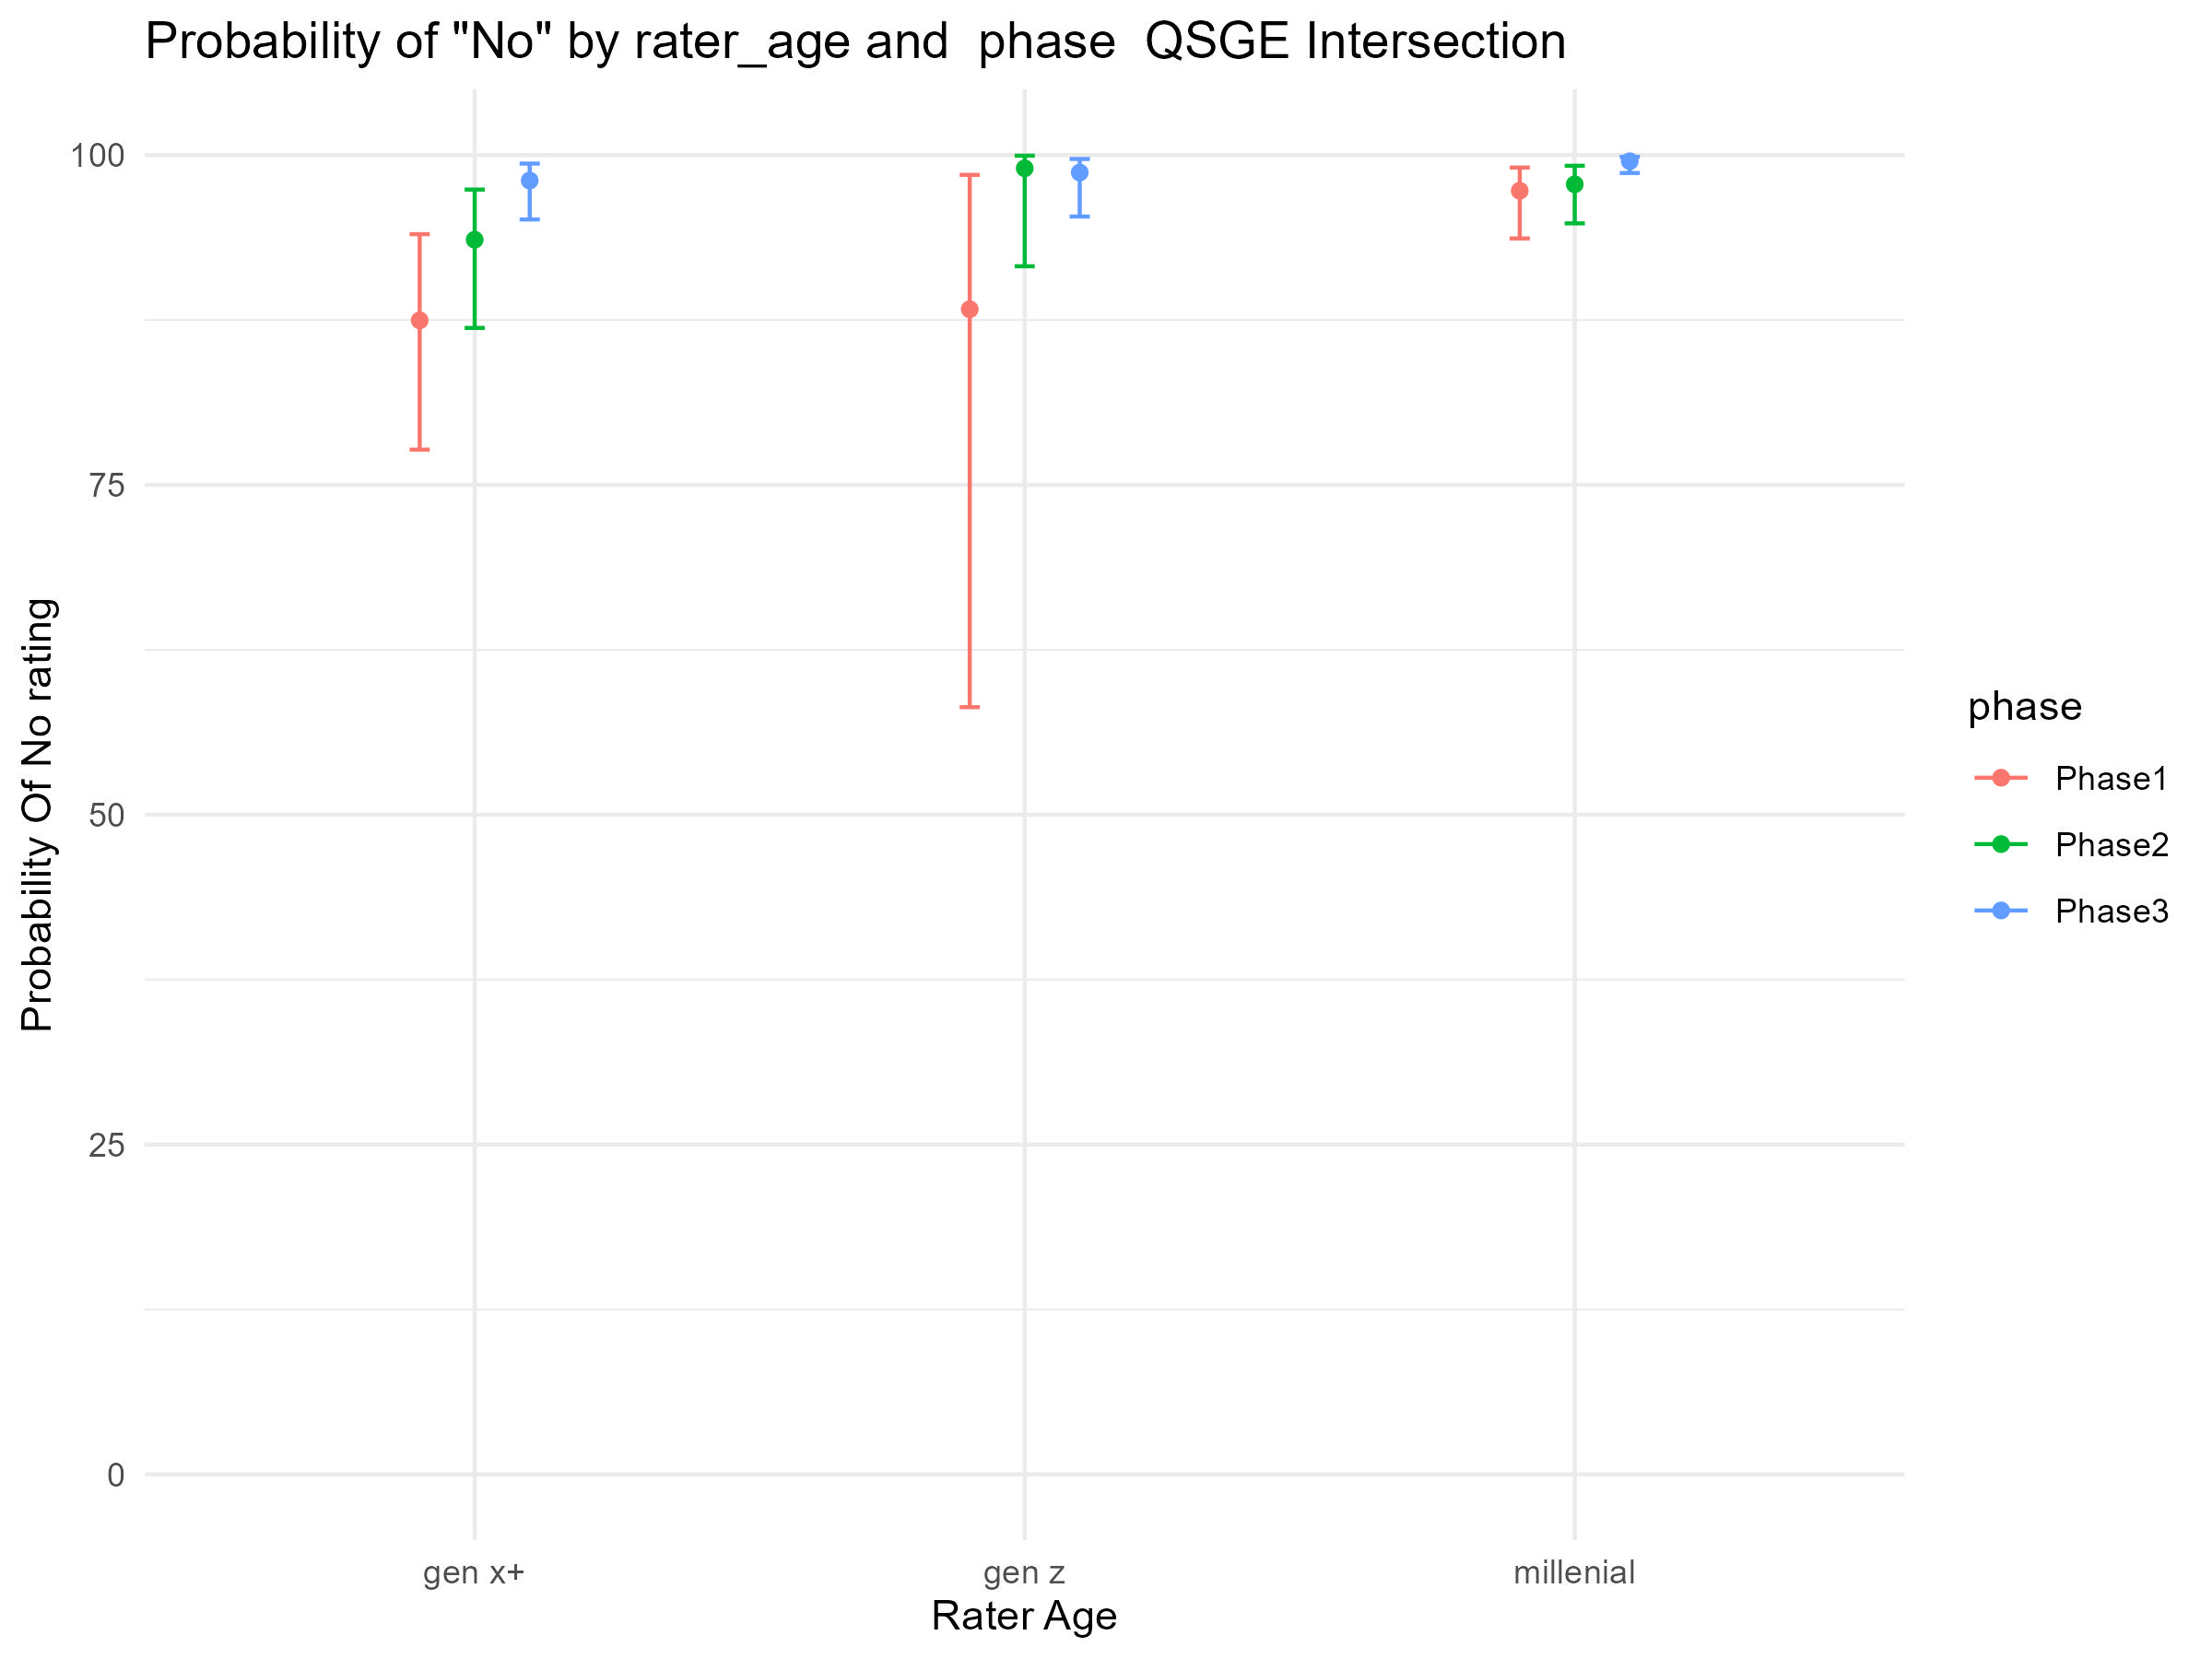 Probability of "No" by rater_age and  phase  QSGE Intersection
Probability Of No rating
100
75
50
25
0
gen x+
gen z
millenial
Rater Age
phase
Phase1
Phase2
Phase3